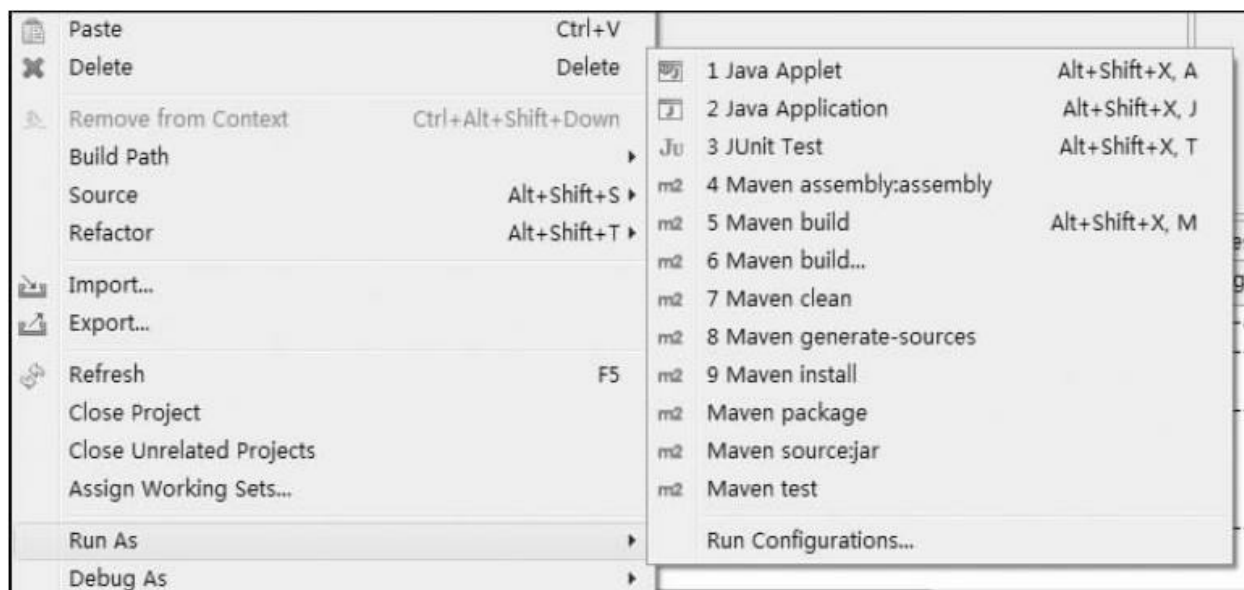 Paste Ctrl+V
Delete Delete
Remove from Context Ctrl+Alt+Shift+Down
Build Path
Source Alt+Shift+S
Refactor Alt+Shift+T
Import...
Export...
Refresh F5
Close Project
Close Unrelated Projects
Assign Working Sets...
Run As
Debug As
1 Java Applet Alt+Shift+X, A
2 Java Application Alt+Shift+X, J
Ju 3 JUnit Test Alt+Shift+X, T
m2 4 Maven assembly:assembly
m2 5 Maven build Alt+Shift+X, M
m2 6 Maven build...
m2 7 Maven clean
m2 8 Maven generate-sources
m2 9 Maven install
m2 Maven package
m2 Maven source:jar
m2 Maven test
Run Configurations...